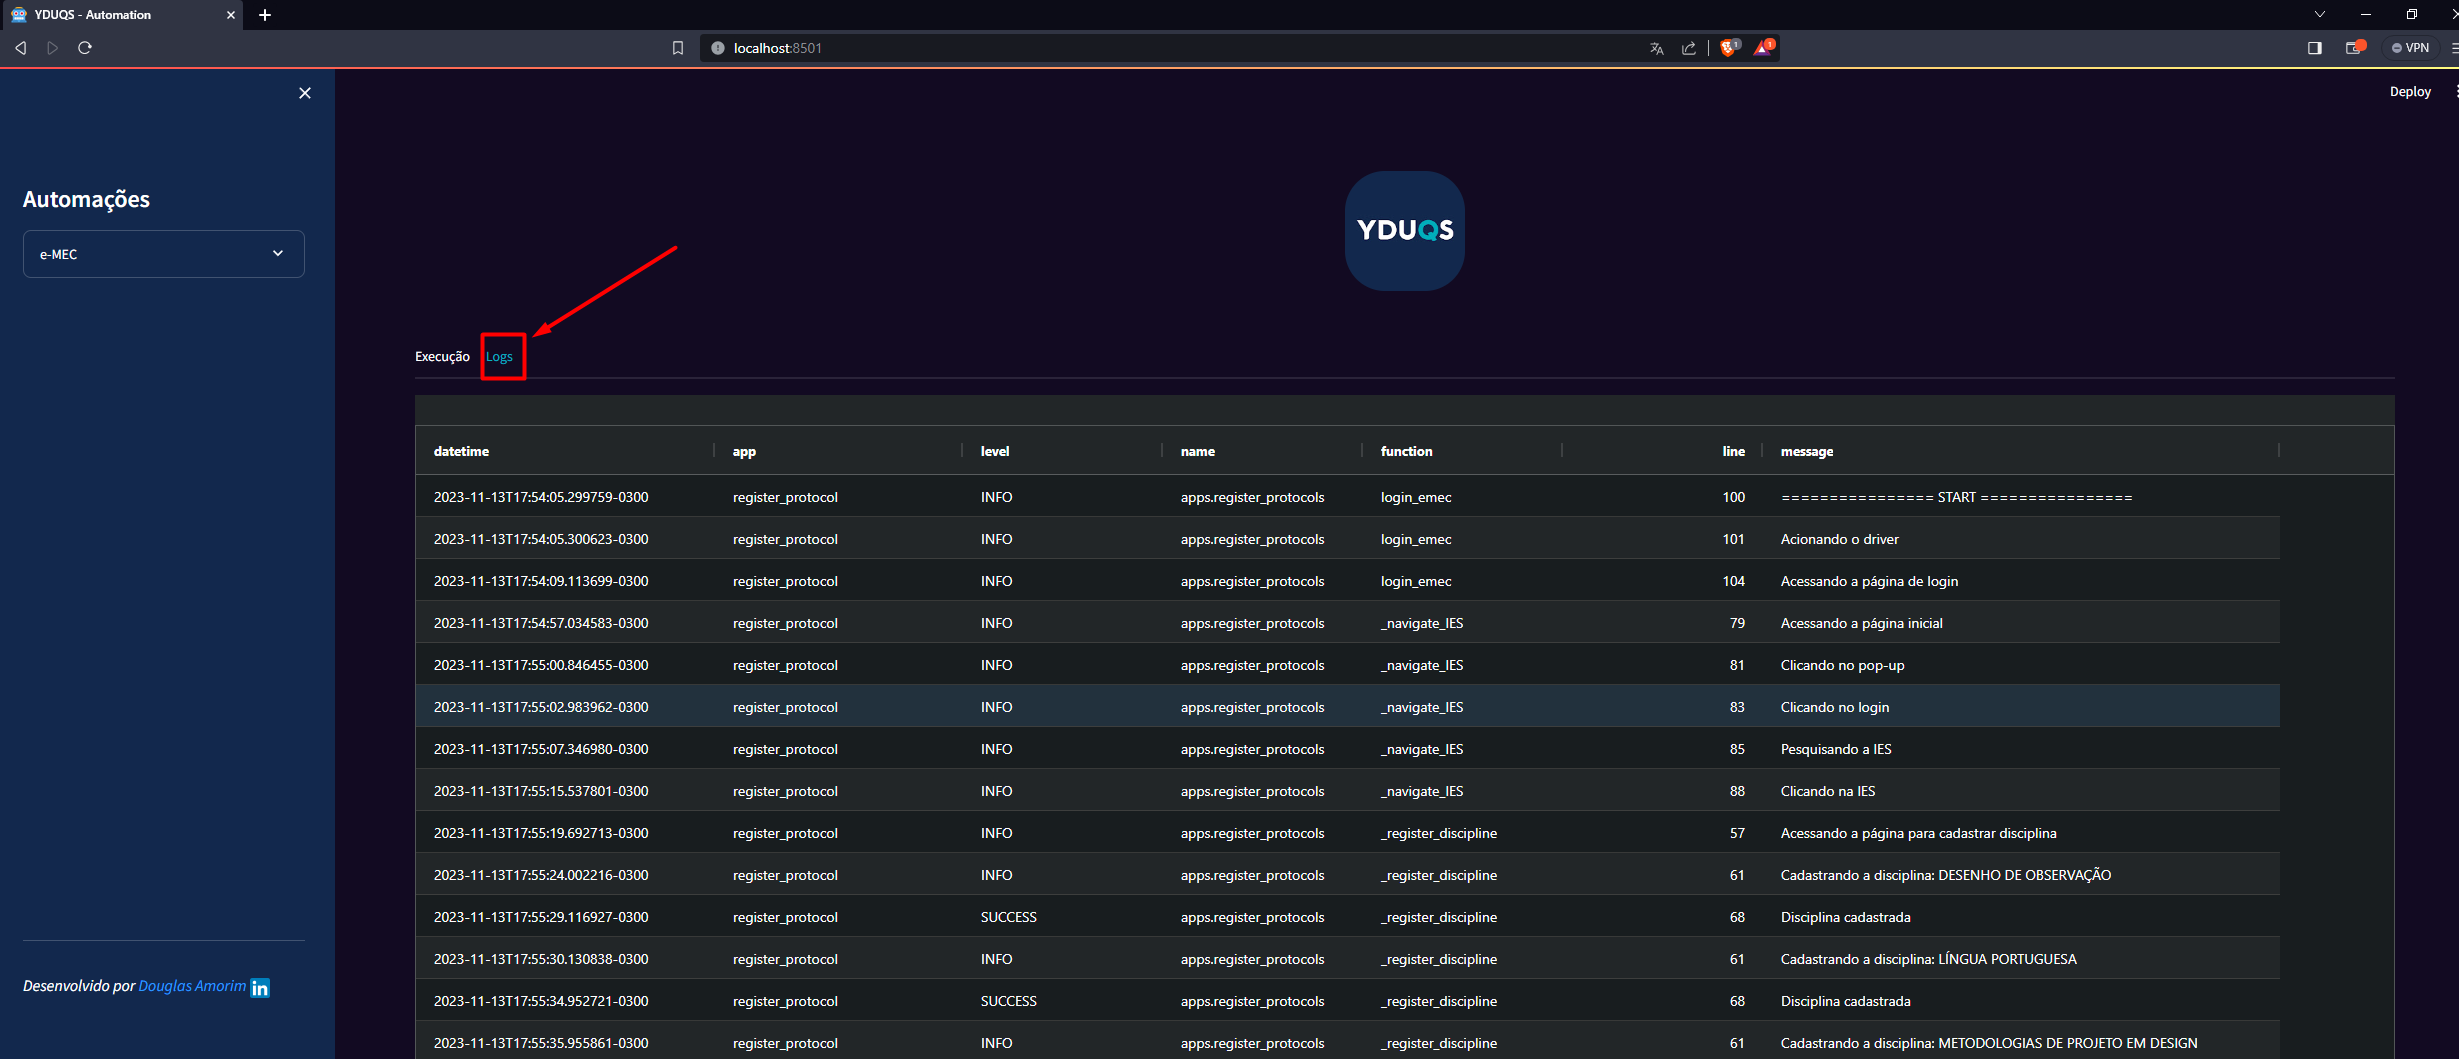 YDUQS - Automation
localhost:8501
1
1
VPN
Deploy
Automações
e-MEC
YDUQS
Execução Logs
datetime app level name function line message
2023-11-13T17:54:05.299759-0300 register_protocol INFO apps.register_protocols login_emec 100 ================ START ================
2023-11-13T17:54:05.300623-0300 register_protocol INFO apps.register_protocols login_emec 101 Acionando o driver
2023-11-13T17:54:09.113699-0300 register_protocol INFO apps.register_protocols login_emec 104 Acessando a página de login
2023-11-13T17:54:57.034583-0300 register_protocol INFO apps.register_protocols _navigate_IES 79 Acessando a página inicial
2023-11-13T17:55:00.846455-0300 register_protocol INFO apps.register_protocols _navigate_IES 81 Clicando no pop-up
2023-11-13T17:55:02.983962-0300 register_protocol INFO apps.register_protocols _navigate_IES 83 Clicando no login
2023-11-13T17:55:07.346980-0300 register_protocol INFO apps.register_protocols _navigate_IES 85 Pesquisando a IES
2023-11-13T17:55:15.537801-0300 register_protocol INFO apps.register_protocols _navigate_IES 88 Clicando na IES
2023-11-13T17:55:19.692713-0300 register_protocol INFO apps.register_protocols _register_discipline 57 Acessando a página para cadastrar disciplina
2023-11-13T17:55:24.002216-0300 register_protocol INFO apps.register_protocols _register_discipline 61 Cadastrando a disciplina: DESENHO DE OBSERVAÇÃO
2023-11-13T17:55:29.116927-0300 register_protocol SUCCESS apps.register_protocols _register_discipline 68 Disciplina cadastrada
2023-11-13T17:55:30.130838-0300 register_protocol INFO apps.register_protocols _register_discipline 61 Cadastrando a disciplina: LÍNGUA PORTUGUESA
2023-11-13T17:55:34.952721-0300 register_protocol SUCCESS apps.register_protocols _register_discipline 68 Disciplina cadastrada
2023-11-13T17:55:35.955861-0300 register_protocol INFO apps.register_protocols _register_discipline 61 Cadastrando a disciplina: METODOLOGIAS DE PROJETO EM DESIGN
Desenvolvido por Douglas Amorim in